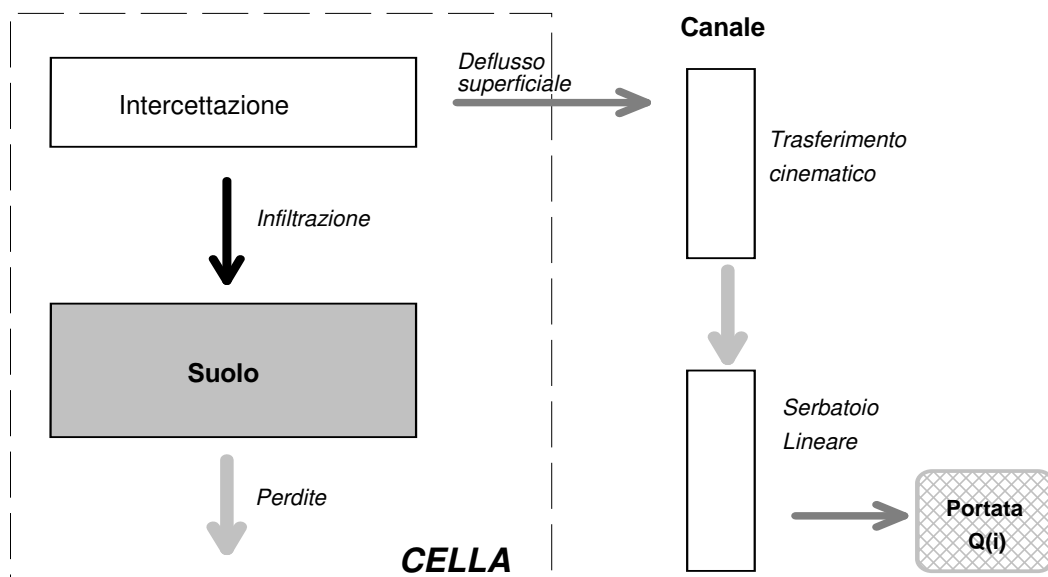 Canale
Deflusso
superficiale
Intercettazione
Trasferimento
cinematico
Infiltrazione
Suolo
Serbatoio
Lineare
Perdite
Portata
Q(i)
CELLA